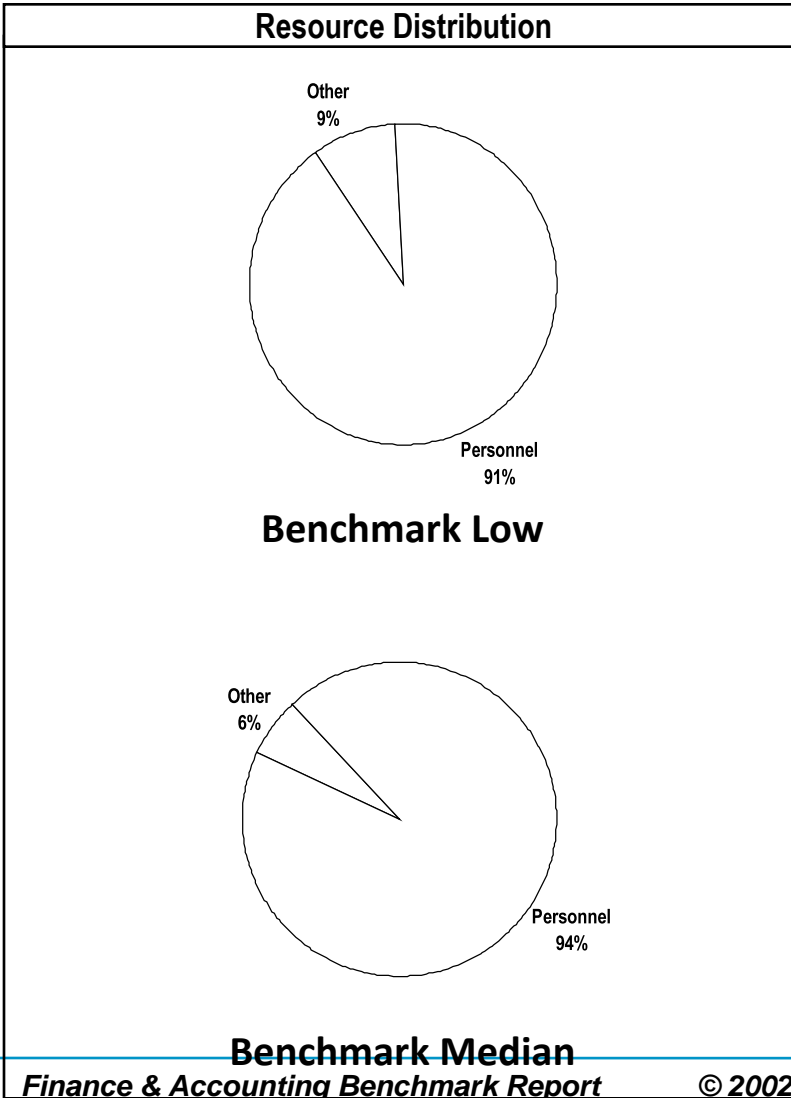 Resource Distribution
Other
9%
Personnel
91%
Benchmark Low
Other
6%
Personnel
94%
Benchmark Median
Finance & Accounting Benchmark Report © 2002